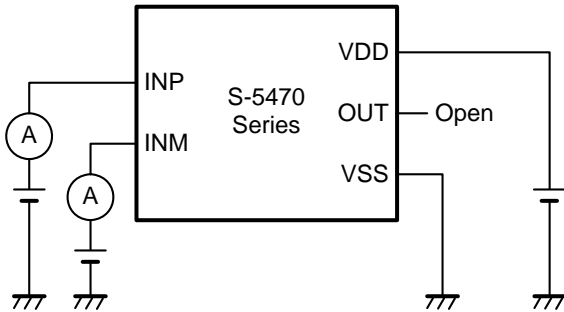 VDD
INP
S-5470
Series
OUT
Open
A
INM
VSS
A